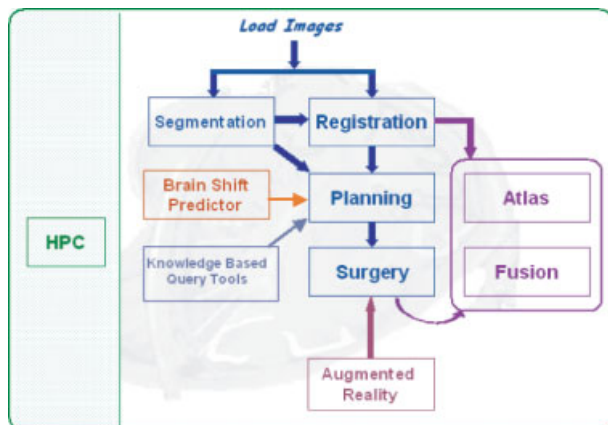 Load Images
Segmentation
Registration
Brain Shift
Predictor
Planning
Atlas
HPC
Knowledge Based
Query Tools
Surgery
Fusion
Augmented
Reality